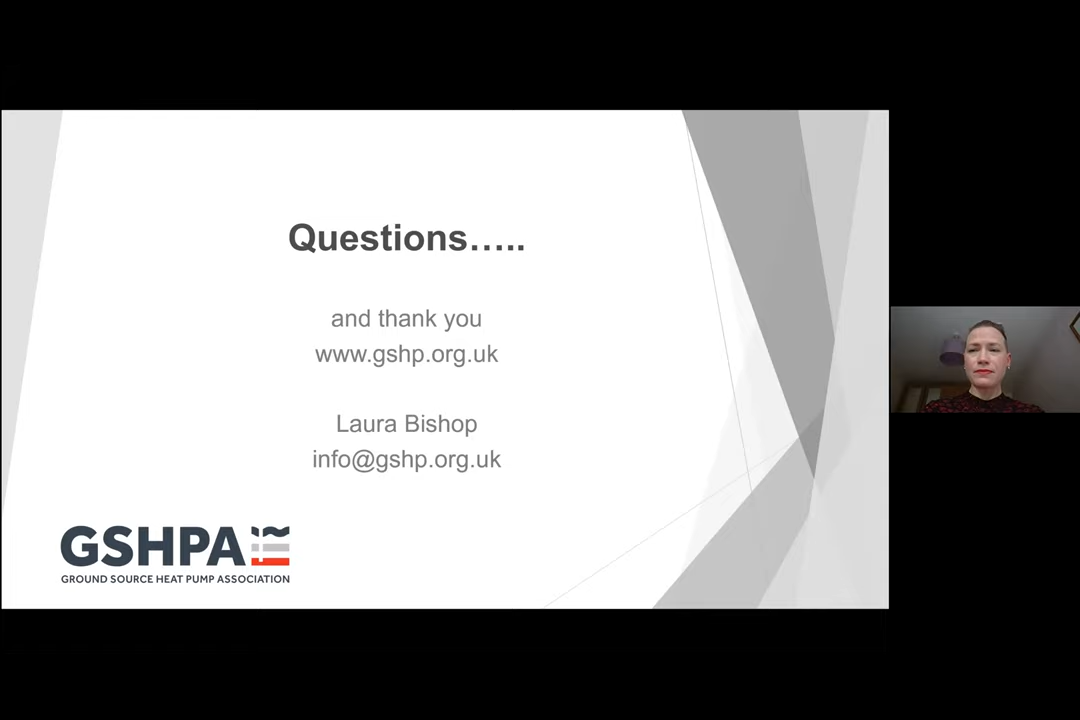 Questions…..
and thank you
www.gshp.org.uk
Laura Bishop
info@gshp.org.uk
GSHPA
GROUND SOURCE HEAT PUMP ASSOCIATION